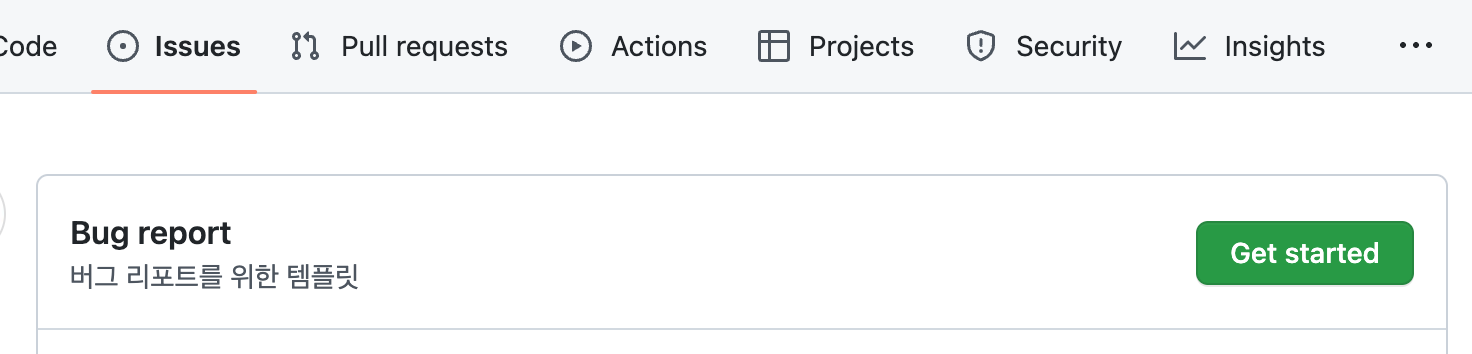 Code Issues Pull requests Actions Projects Security Insights
Bug report
버그 리포트를 위한 템플릿
Get started